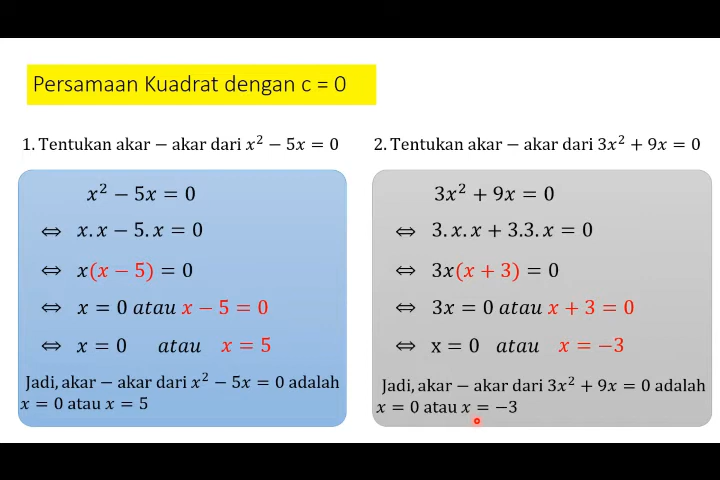 Persamaan Kuadrat dengan c = 0
1. Tentukan akar − akar dari x² − 5x = 0
x² − 5x = 0
⇔ x. x − 5. x = 0
⇔ x(x − 5) = 0
⇔ x = 0 atau x − 5 = 0
⇔ x = 0 atau x = 5
Jadi, akar − akar dari x² − 5x = 0 adalah
x = 0 atau x = 5
2. Tentukan akar − akar dari 3x² + 9x = 0
3x² + 9x = 0
⇔ 3. x. x + 3.3. x = 0
⇔ 3x(x + 3) = 0
⇔ 3x = 0 atau x + 3 = 0
⇔ x = 0 atau x = −3
Jadi, akar − akar dari 3x² + 9x = 0 adalah
x = 0 atau x = −3